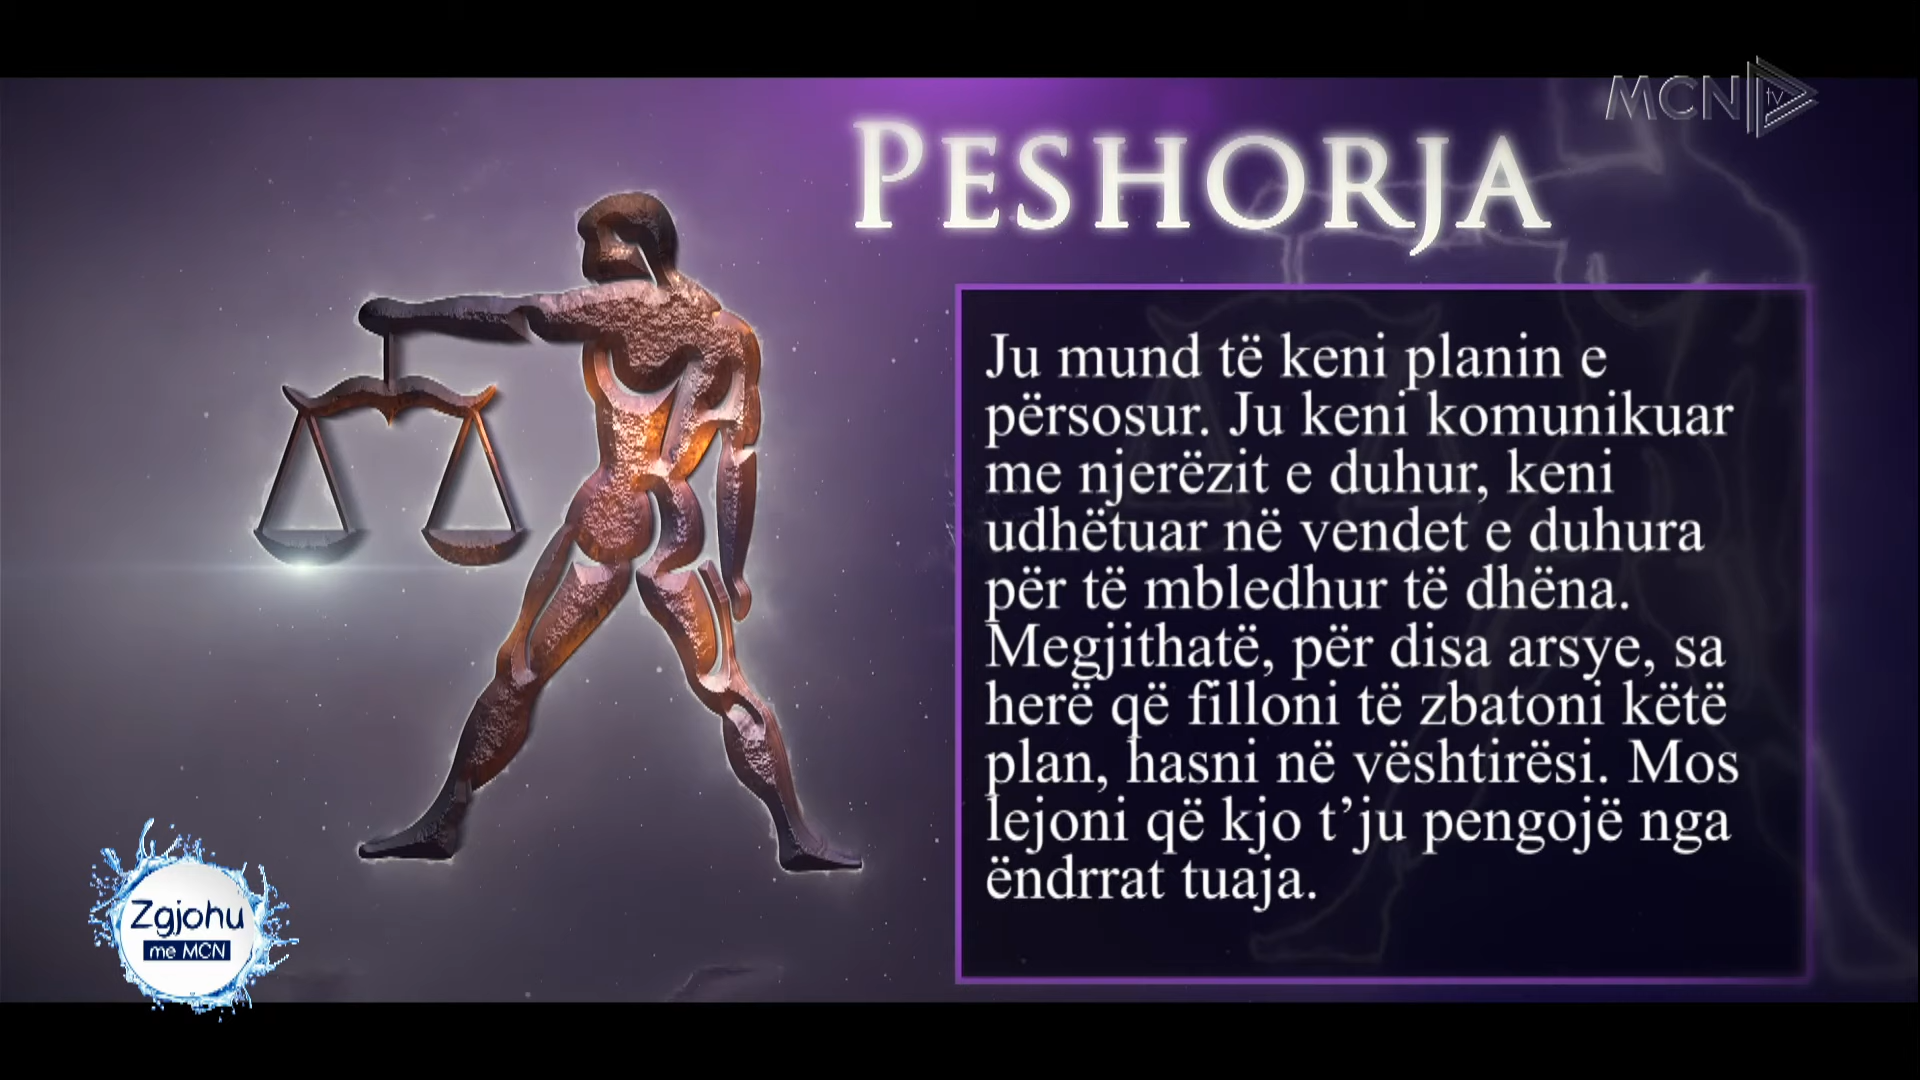 MCN tv
PESHORJA
Ju mund të keni planin e
përsosur. Ju keni komunikuar
me njerëzit e duhur, keni
udhëtuar në vendet e duhura
për të mbledhur të dhëna.
Megjithatë, për disa arsye, sa
herë që filloni të zbatoni këtë
plan, hasni në vështirësi. Mos
lejoni që kjo t’ju pengojë nga
ëndrrat tuaja.
Zgjohu
me MCN